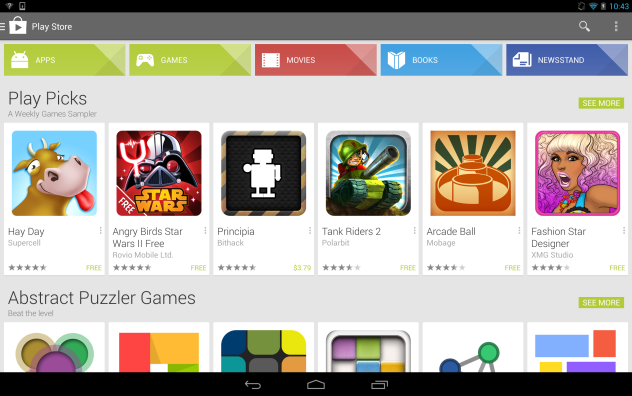 10:43
Play Store
APPS
GAMES
MOVIES
BOOKS
NEWSSTAND
Play Picks
SEE MORE
A Weekly Games Sampler
FREE
STAR
WARS
Hay Day
Supercell
FREE
Angry Birds Star
Wars II Free
Rovio Mobile Ltd.
FREE
Principia
Bithack
$3.79
Tank Riders 2
Polarbit
FREE
Arcade Ball
Mobage
FREE
Fashion Star
Designer
XMG Studio
FREE
Abstract Puzzler Games
SEE MORE
Beat the level